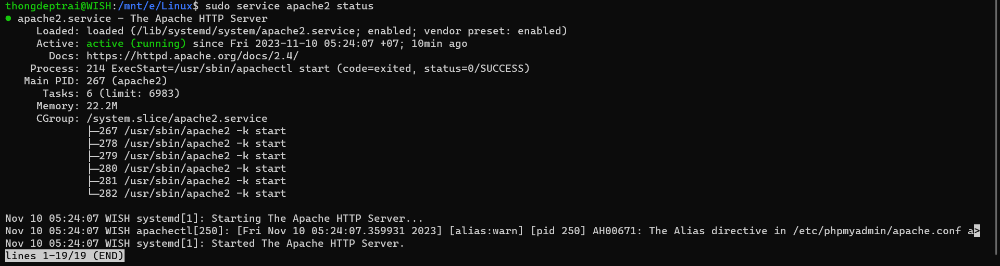 thongdeptrai@WISH:/mnt/e/Linux$ sudo service apache2 status
● apache2.service - The Apache HTTP Server
     Loaded: loaded (/lib/systemd/system/apache2.service; enabled; vendor preset: enabled)
     Active: active (running) since Fri 2023-11-10 05:24:07 +07; 10min ago
       Docs: https://httpd.apache.org/docs/2.4/
    Process: 214 ExecStart=/usr/sbin/apachectl start (code=exited, status=0/SUCCESS)
   Main PID: 267 (apache2)
      Tasks: 6 (limit: 6983)
     Memory: 22.2M
     CGroup: /system.slice/apache2.service
             ├─267 /usr/sbin/apache2 -k start
             ├─278 /usr/sbin/apache2 -k start
             ├─279 /usr/sbin/apache2 -k start
             ├─280 /usr/sbin/apache2 -k start
             ├─281 /usr/sbin/apache2 -k start
             └─282 /usr/sbin/apache2 -k start
Nov 10 05:24:07 WISH systemd[1]: Starting The Apache HTTP Server...
Nov 10 05:24:07 WISH apachectl[250]: [Fri Nov 10 05:24:07.359931 2023] [alias:warn] [pid 250] AH00671: The Alias directive in /etc/phpmyadmin/apache.conf a>
Nov 10 05:24:07 WISH systemd[1]: Started The Apache HTTP Server.
lines 1-19/19 (END)